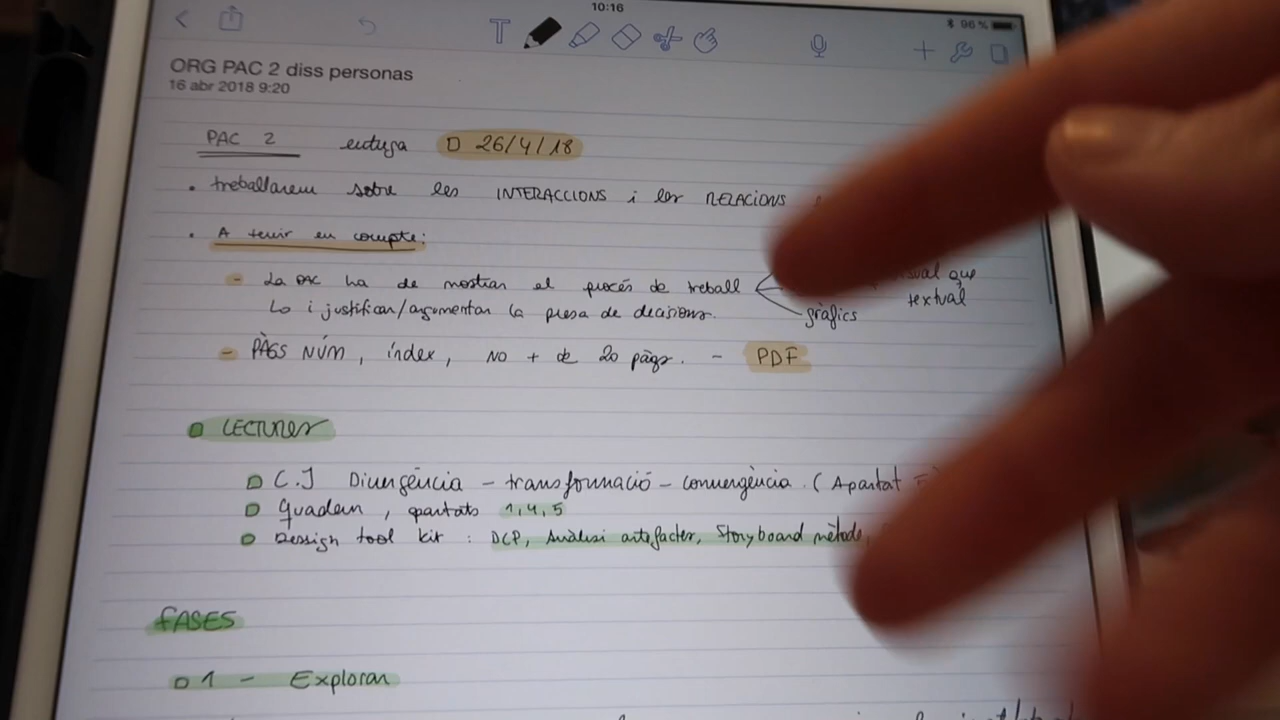 10:16
96 %
T
ORG PAC 2 diss personas
16 abr 2018 9:20
PAC 2 entrega 26/4/18
• treballarem sobre les INTERACCIONS i les RELACIONS
• A tenir en compte:
- La PAC ha de mostrar el procés de treball
visual que
textual
gràfics
i justificar/argumentar la presa de decisions.
- PÀGS NÚM, índex, NO + de 20 pàgs. - PDF
LECTURES
C.J Divergència - transformació - convergència. (Apartat
Quadern, apartats 1,4,5
Dessign tool kit: DCP, Anàlisi artefactes, Storyboard mètode,
FASES
1 - Explorar